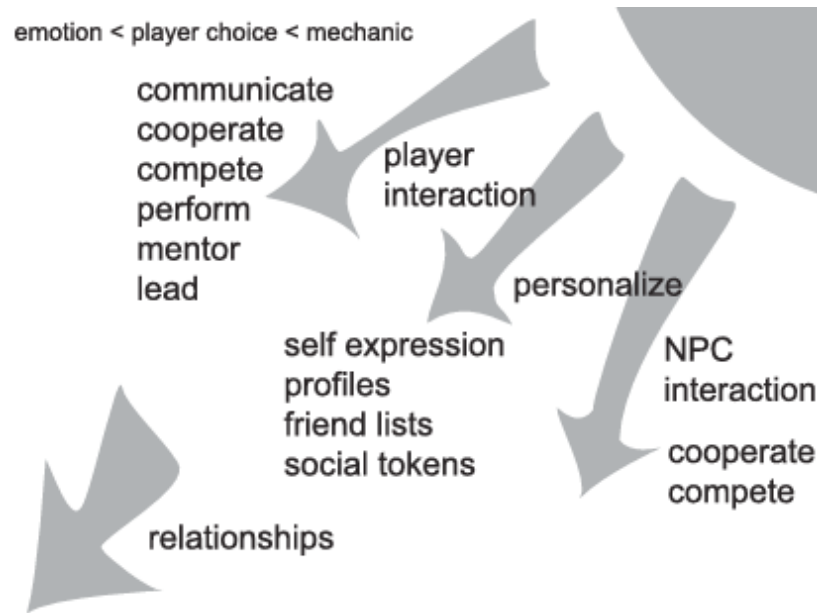 emotion < player choice < mechanic
communicate
cooperate
compete
perform
mentor
lead
player
interaction
personalize
self expression
profiles
friend lists
social tokens
NPC
interaction
cooperate
compete
relationships